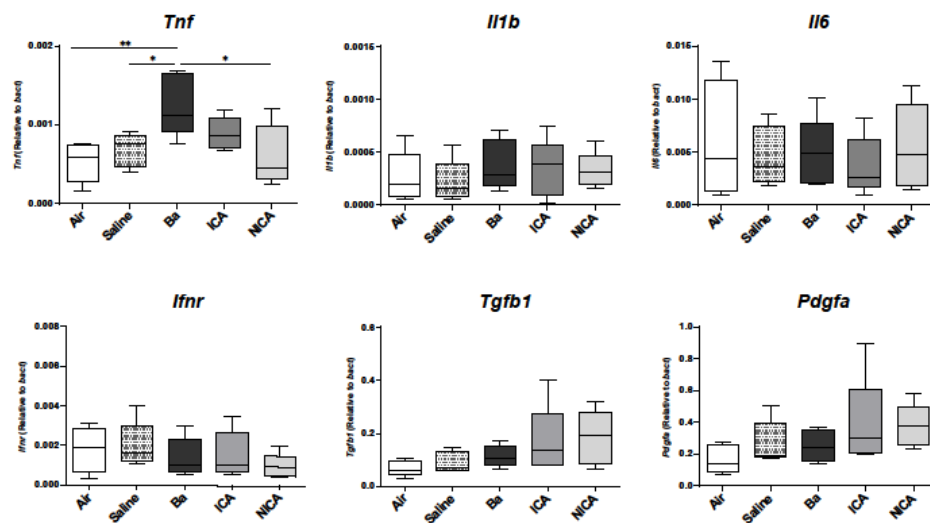 Tnf
Il1b
Il6
**
*
*
0.002
0.001
0.000
Tnf (Relative to bact)
Air
Saline
Ba
ICA
NICA
0.0015
0.0010
0.0005
0.0000
Il1b (Relative to bact)
Air
Saline
Ba
ICA
NICA
0.015
0.010
0.005
0.000
Il6 (Relative to bact)
Air
Saline
Ba
ICA
NICA
Ifnr
Tgfb1
Pdgfa
0.008
0.006
0.004
0.002
0.000
Ifnr (Relative to bact)
Air
Saline
Ba
ICA
NICA
0.6
0.4
0.2
0.0
Tgfb1 (Relative to bact)
Air
Saline
Ba
ICA
NICA
1.0
0.8
0.6
0.4
0.2
0.0
Pdgfa (Relative to bact)
Air
Saline
Ba
ICA
NICA